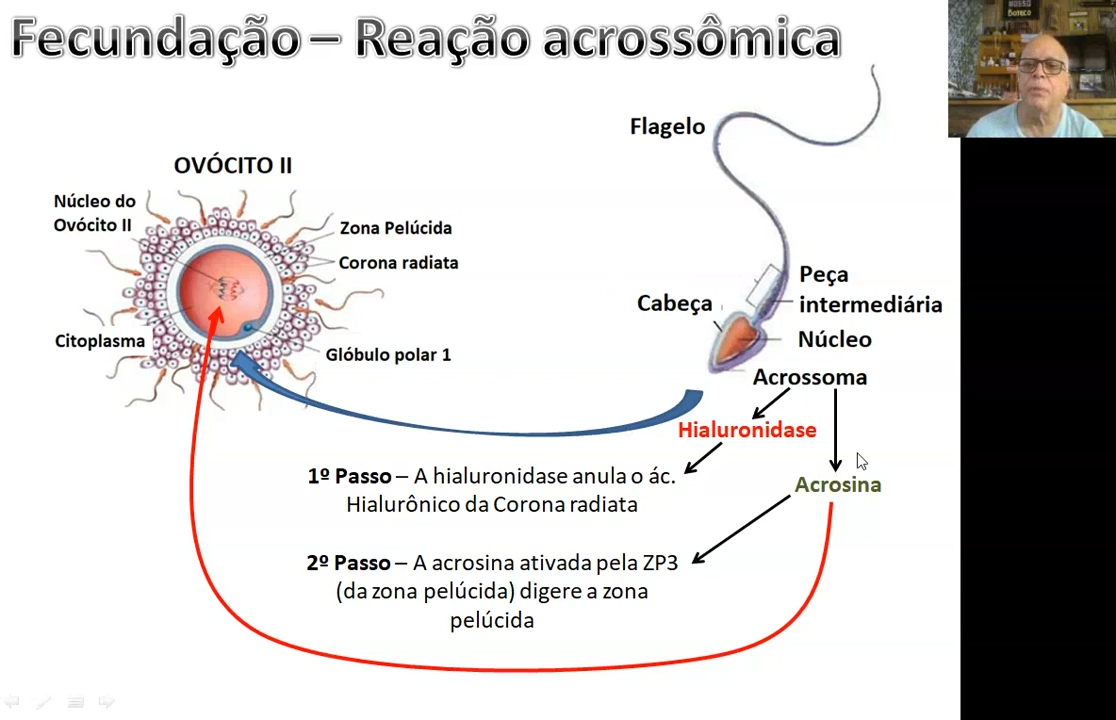 Fecundação – Reação acrossômica
NOSSO
BOTECO
Flagelo
OVÓCITO II
Núcleo do
Ovócito II
Zona Pelúcida
Corona radiata
Citoplasma
Glóbulo polar 1
Peça
intermediária
Cabeça
Núcleo
Acrossoma
Hialuronidase
Acrosina
1º Passo – A hialuronidase anula o ác.
Hialurônico da Corona radiata
2º Passo – A acrosina ativada pela ZP3
(da zona pelúcida) digere a zona
pelúcida